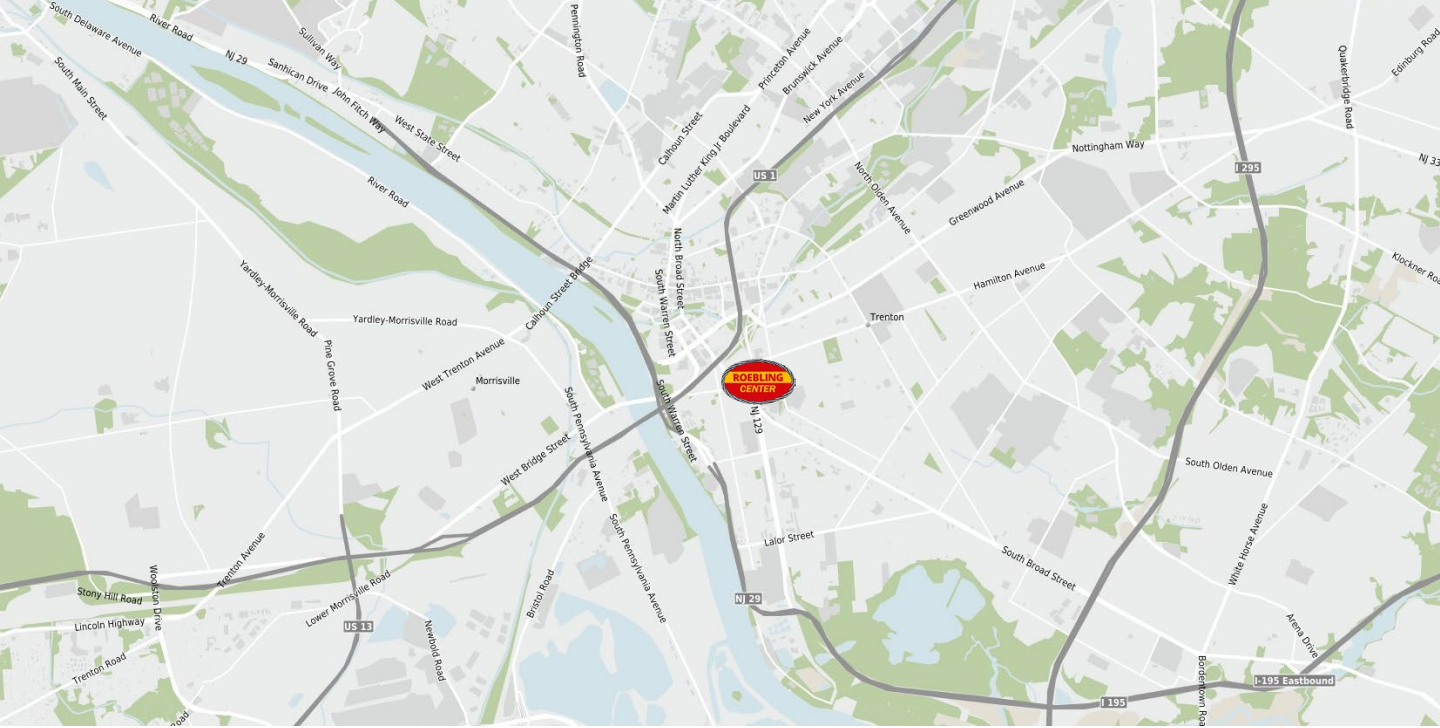 South Delaware Avenue
River Road
NJ 29
Sullivan Way
Sanhican Drive
John Fitch Way
West State Street
South Main Street
River Road
Pennington Road
Princeton Avenue
Brunswick Avenue
New York Avenue
Calhoun Street
Martin Luther King Jr Boulevard
US 1
North Olden Avenue
Nottingham Way
I 295
Quakerbridge Road
Edinburg Road
NJ 33
Greenwood Avenue
Hamilton Avenue
Klockner Roa
North Broad Street
South Warren Street
Calhoun Street Bridge
Yardley-Morrisville Road
Yardley-Morrisville Road
Trenton
Pine Grove Road
West Trenton Avenue
Morrisville
ROEBLING
CENTER
NJ 129
South Warren Street
South Pennsylvania Avenue
West Bridge Street
South Olden Avenue
South Pennsylvania Avenue
Lalor Street
South Broad Street
White Horse Avenue
Trenton Avenue
Stony Hill Road
Woolston Drive
Lower Morrisville Road
Bristol Road
NJ 29
Lincoln Highway
US 13
Newbold Road
Trenton Road
Arena Drive
I-195 Eastbound
I 195
Bordentown Roa
Road